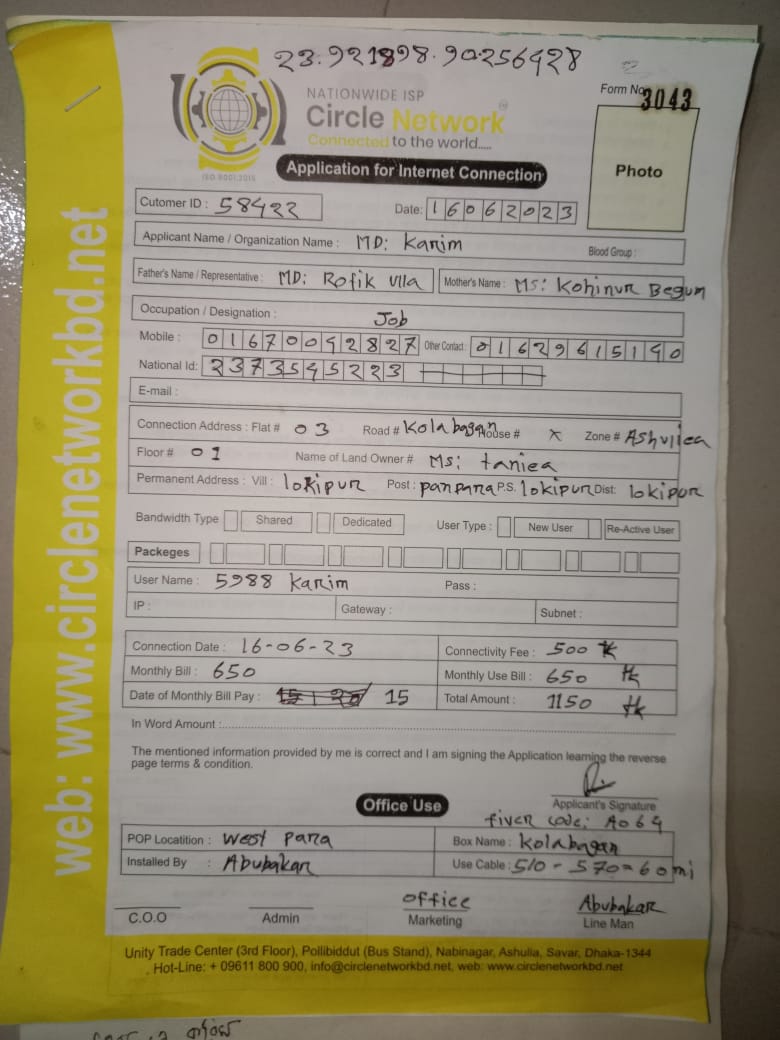 23.921898.90.256428
Form No. 3043
NATIONWIDE ISP
Circle Network
Connected to the world.....
ISO 9001:2015
Photo
Application for Internet Connection
web: www.circlenetworkbd.net
Cutomer ID : 58422 Date: 16062023
Applicant Name / Organization Name : MD: Karim Blood Group :
Father's Name / Representative : MD: Rofik Ulla Mother's Name : Ms: Kohinur Begum
Occupation / Designation : Job
Mobile : 01670042827 Other Contact : 01629615140
National Id: 2373545223
E-mail :
Connection Address : Flat # 03 Road # Kolabagan House # x Zone # Ashuliea
Floor # 01 Name of Land Owner # Ms: taniea
Permanent Address : Vill : lokipur Post : panpara P.S. lokipur Dist: lokipur
Bandwidth Type Shared Dedicated User Type : New User Re-Active User
Packeges
User Name : 5988 Karim Pass :
IP : Gateway : Subnet :
Connection Date : 16-06-23 Connectivity Fee : 500 tk
Monthly Bill : 650 Monthly Use Bill : 650 tk
Date of Monthly Bill Pay : 15 Total Amount : 1150 tk
In Word Amount :
The mentioned information provided by me is correct and I am signing the Application learning the reverse
page terms & condition.
Applicant's Signature
Office Use
fiver code: A064
POP Locatition : West Para Box Name : Kolabagan
Installed By : Abubakar Use Cable : 510 - 570 = 60 mi
C.O.O Admin office Marketing Abubakar Line Man
Unity Trade Center (3rd Floor), Pollibiddut (Bus Stand), Nabinagar, Ashulia, Savar, Dhaka-1344
Hot-Line: + 09611 800 900, info@circlenetworkbd.net, web: www.circlenetworkbd.net